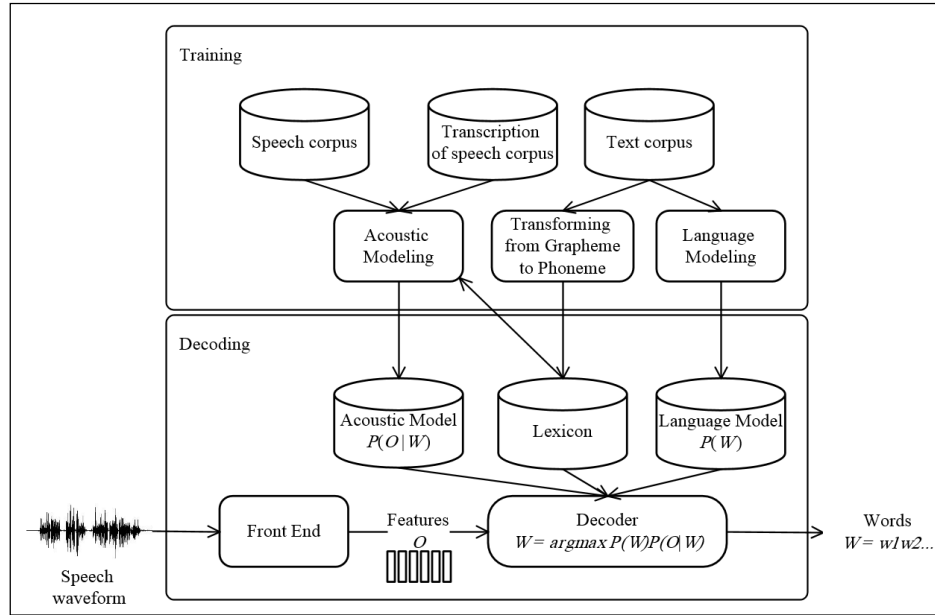 Training
Speech corpus
Transcription
of speech corpus
Text corpus
Acoustic
Modeling
Transforming
from Grapheme
to Phoneme
Language
Modeling
Decoding
Acoustic Model
P(O|W)
Lexicon
Language Model
P(W)
Speech
waveform
Front End
Features
O
Decoder
W = argmax P(W)P(O|W)
Words
W = w1w2...